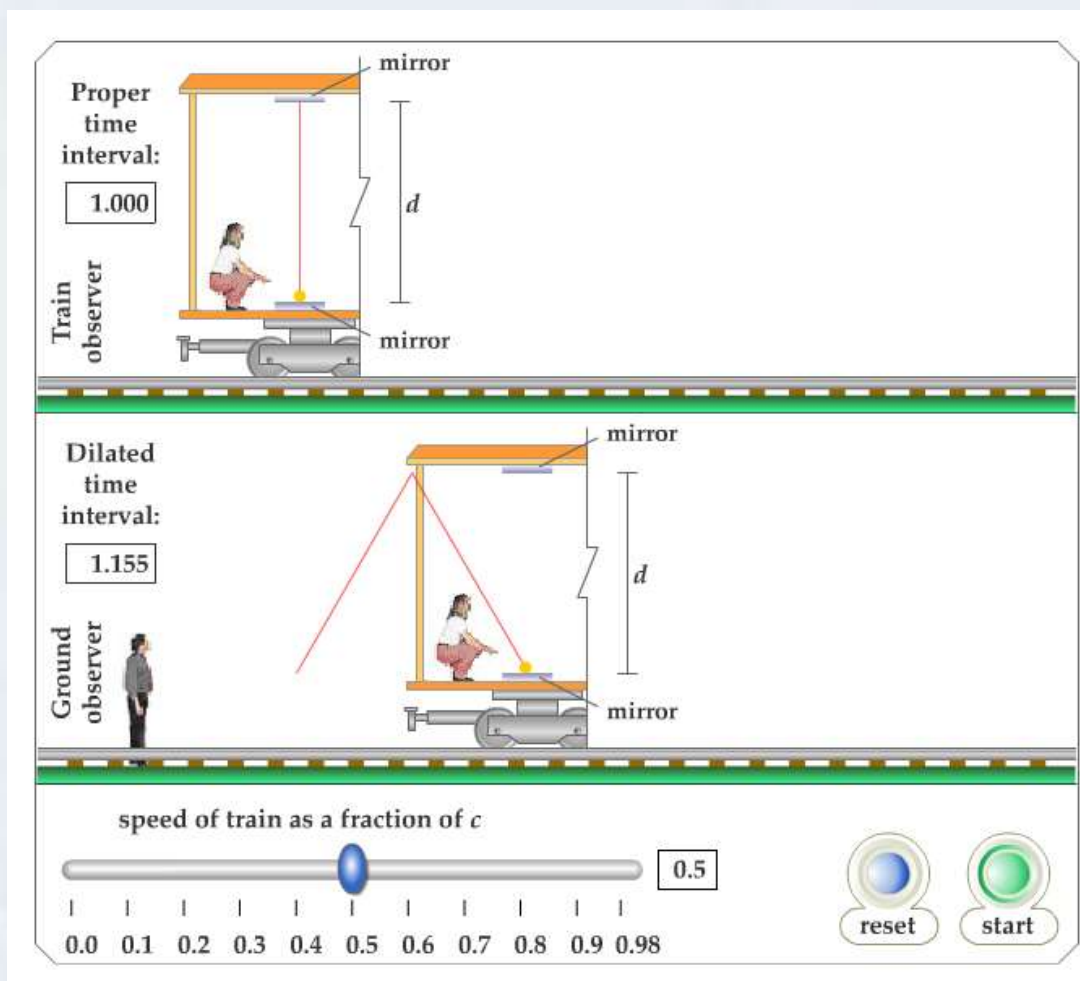 mirror
Proper
time
interval:
1.000
d
Train
observer
mirror
mirror
Dilated
time
interval:
1.155
d
Ground
observer
mirror
speed of train as a fraction of c
0.5
0.0 0.1 0.2 0.3 0.4 0.5 0.6 0.7 0.8 0.9 0.98
reset
start